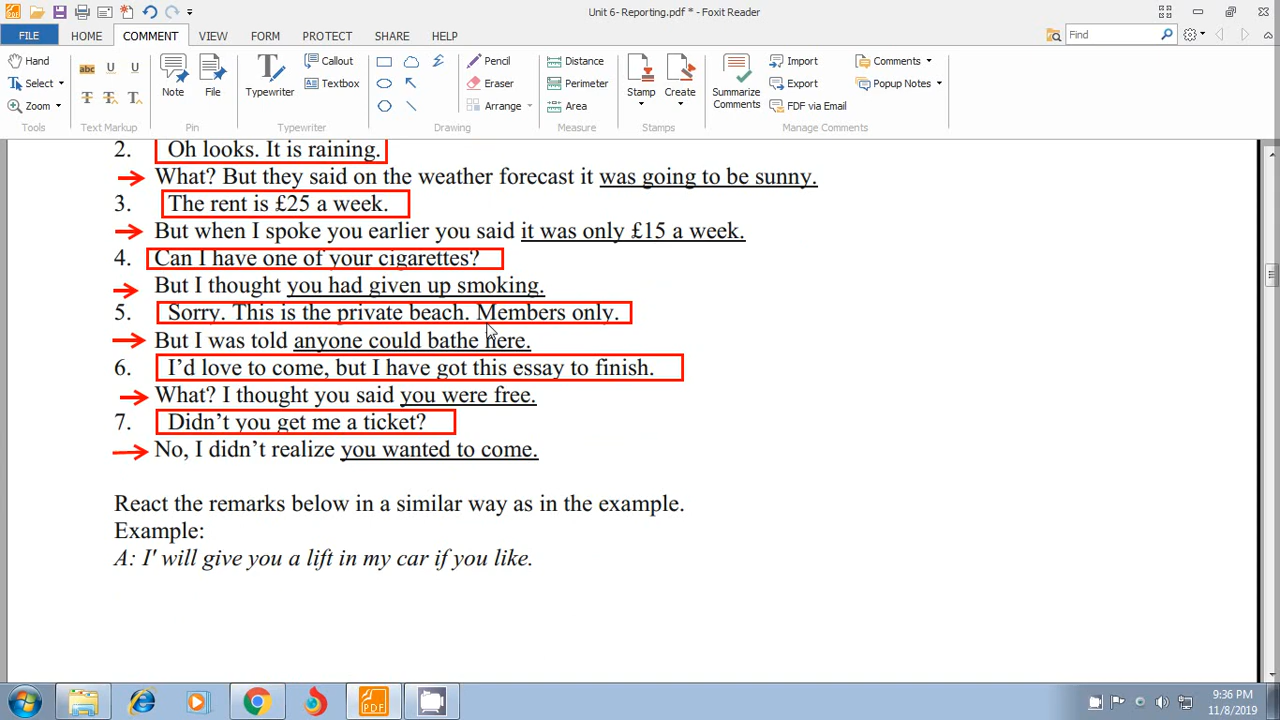 Unit 6- Reporting.pdf * - Foxit Reader
FILE HOME COMMENT VIEW FORM PROTECT SHARE HELP
Find
Hand
Select
Zoom
Tools
abc U U
T T T
Text Markup
Note File
Pin
Typewriter
Callout
Textbox
Typewriter
Drawing
Pencil
Eraser
Arrange
Distance
Perimeter
Area
Measure
Stamp Create
Stamps
Summarize
Comments
Import
Export
FDF via Email
Comments
Popup Notes
Manage Comments
2. Oh looks. It is raining.
What? But they said on the weather forecast it was going to be sunny.
3. The rent is £25 a week.
But when I spoke you earlier you said it was only £15 a week.
4. Can I have one of your cigarettes?
But I thought you had given up smoking.
5. Sorry. This is the private beach. Members only.
But I was told anyone could bathe here.
6. I’d love to come, but I have got this essay to finish.
What? I thought you said you were free.
7. Didn’t you get me a ticket?
No, I didn’t realize you wanted to come.
React the remarks below in a similar way as in the example.
Example:
A: I' will give you a lift in my car if you like.
PDF
9:36 PM
11/8/2019